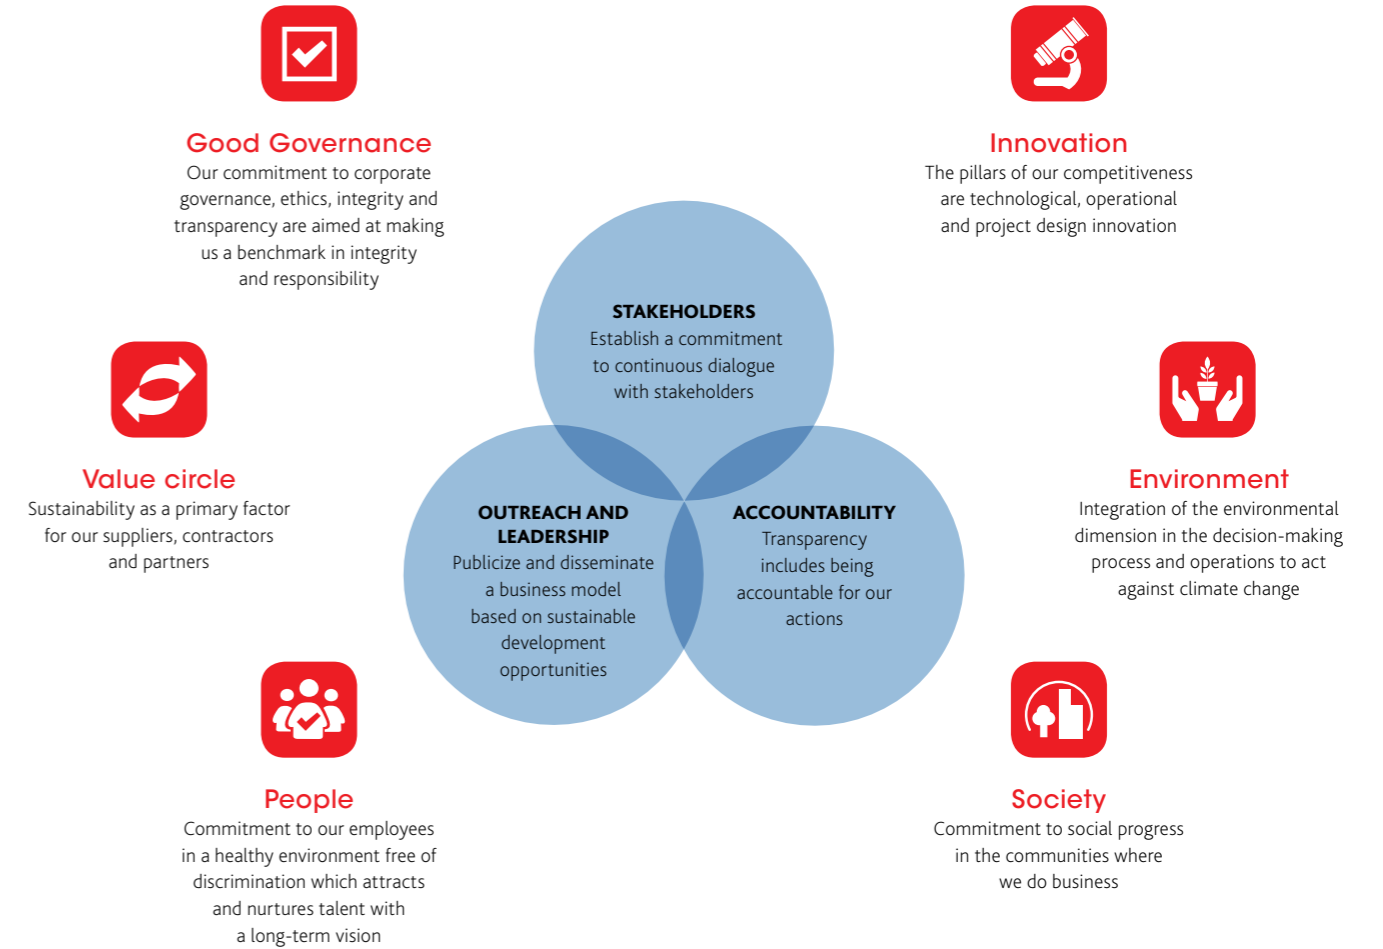 Good Governance
Our commitment to corporate
governance, ethics, integrity and
transparency are aimed at making
us a benchmark in integrity
and responsibility
Innovation
The pillars of our competitiveness
are technological, operational
and project design innovation
STAKEHOLDERS
Establish a commitment
to continuous dialogue
with stakeholders
Value circle
Sustainability as a primary factor
for our suppliers, contractors
and partners
OUTREACH AND
LEADERSHIP
Publicize and disseminate
a business model
based on sustainable
development
opportunities
ACCOUNTABILITY
Transparency
includes being
accountable for our
actions
Environment
Integration of the environmental
dimension in the decision-making
process and operations to act
against climate change
People
Commitment to our employees
in a healthy environment free of
discrimination which attracts
and nurtures talent with
a long-term vision
Society
Commitment to social progress
in the communities where
we do business